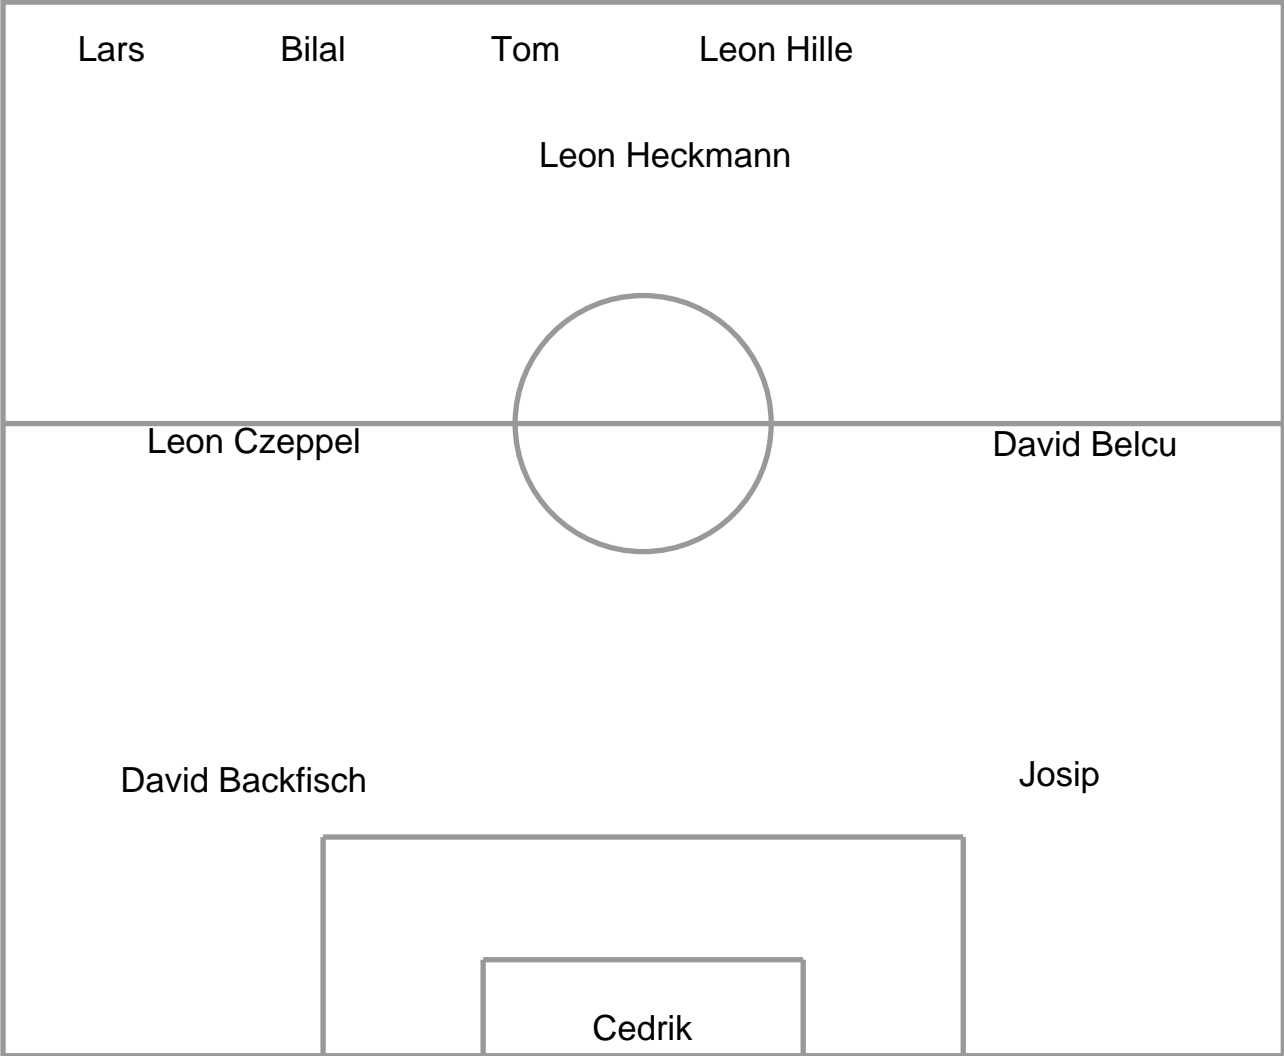 Lars Bilal Tom Leon Hille
Leon Heckmann
Leon Czeppel David Belcu
David Backfisch Josip
Cedrik